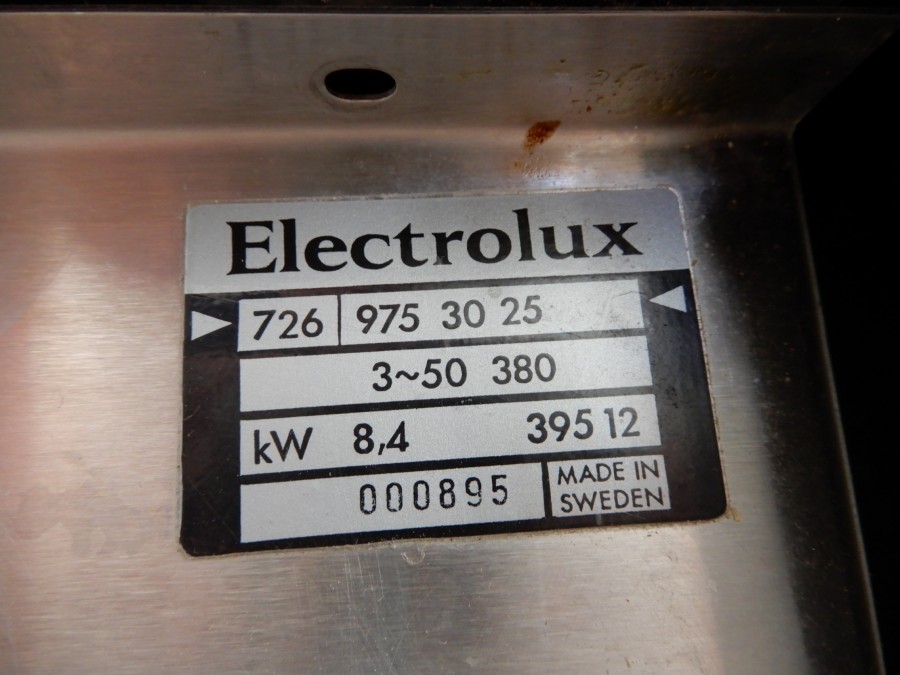 Electrolux
726 975 30 25
3~50 380
kW 8,4 395 12
000895 MADE IN
SWEDEN